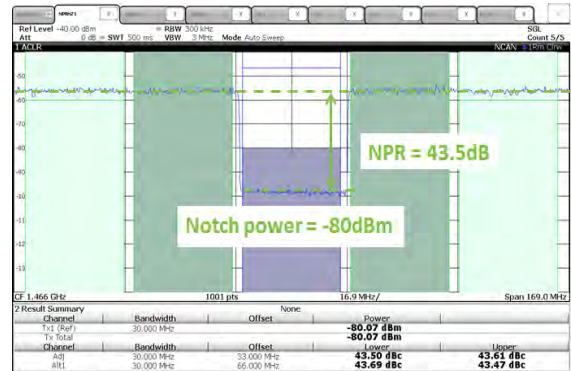 NPR021
Ref Level -40.00 dBm RBW 300 kHz SGL
Att 0 dB SWT 500 ms VBW 3 MHz Mode Auto Sweep Count 5/5
1 ACLR NCAN 1Rm Clrw
-50
-60
-70
-80
-90
NPR = 43.5dB
Notch power = -80dBm
CF 1.466 GHz 1001 pts 16.9 MHz/ Span 169.0 MHz
2 Result Summary None
Channel Bandwidth Offset Power
Tx1 (Ref) 30.000 MHz -80.07 dBm
Tx Total -80.07 dBm
Channel Bandwidth Offset Lower Upper
Adj 30.000 MHz 33.000 MHz 43.50 dBc 43.61 dBc
Alt1 30.000 MHz 66.000 MHz 43.69 dBc 43.47 dBc